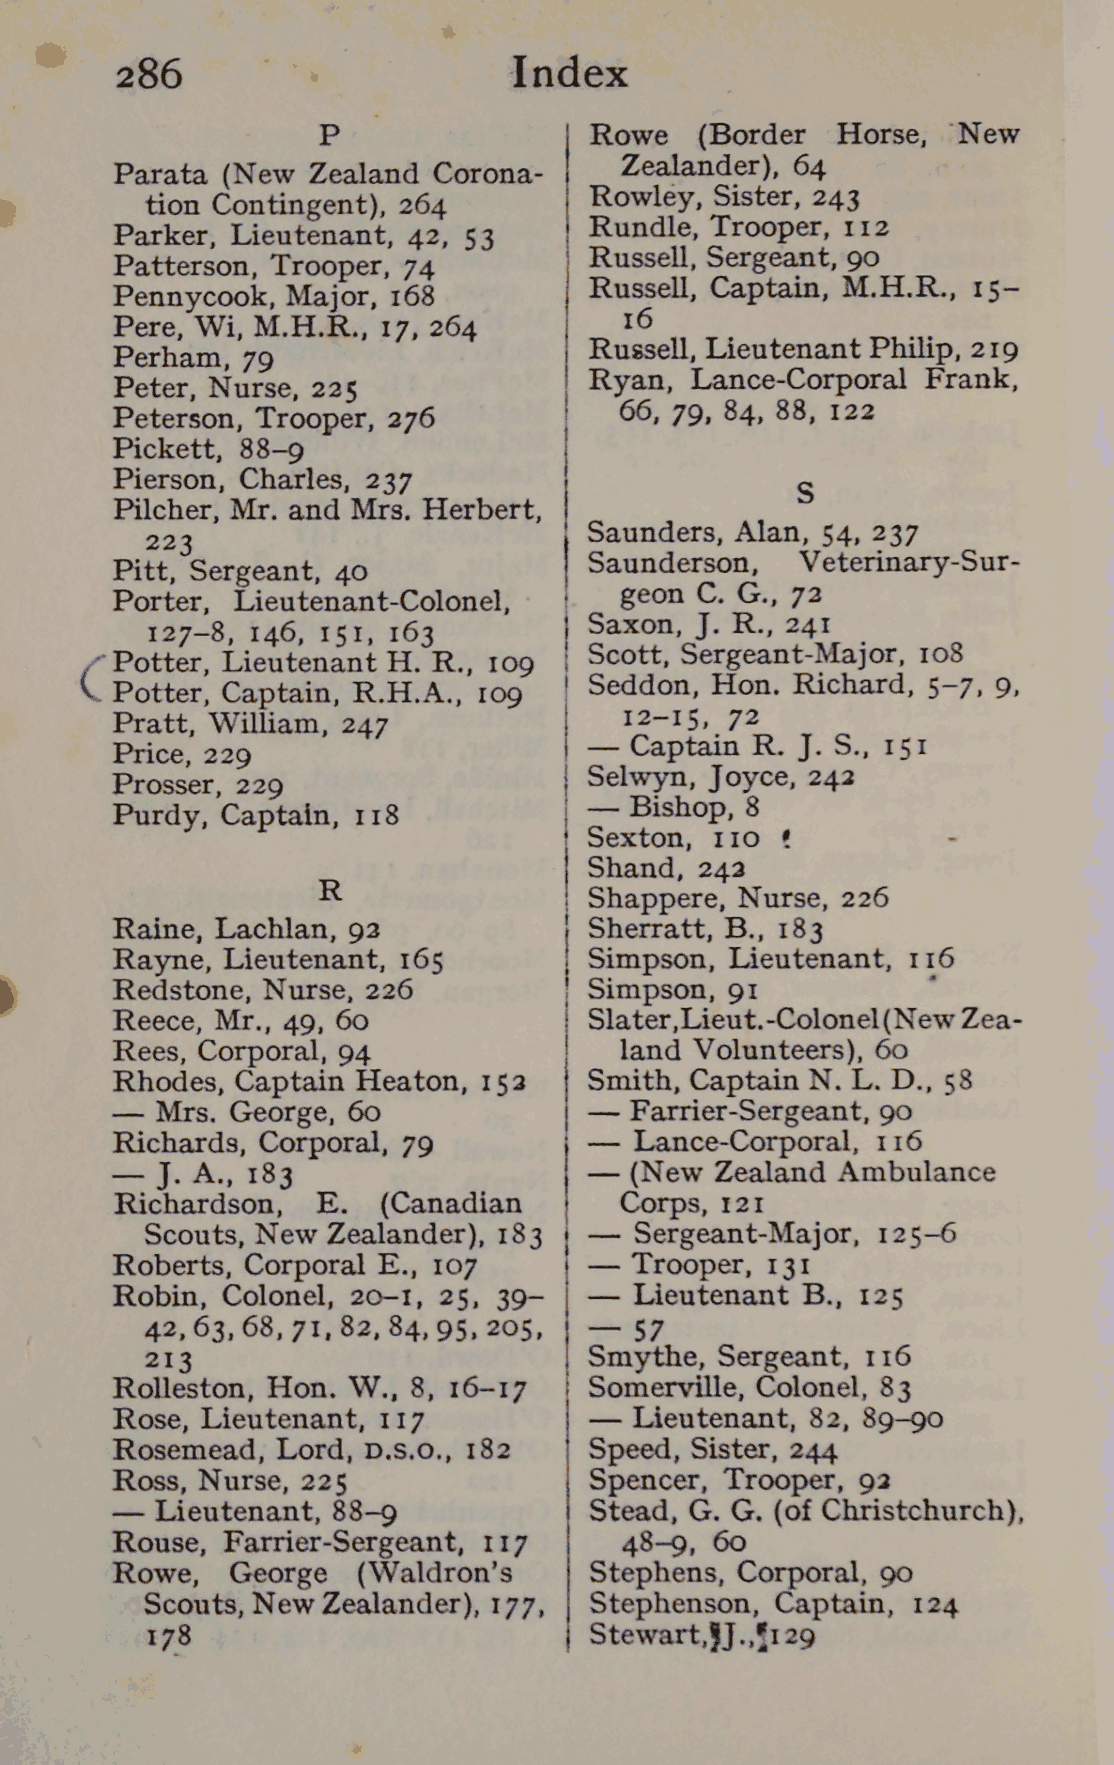 286
Index
P
Parata (New Zealand Corona-
tion Contingent), 264
Parker, Lieutenant, 42, 53
Patterson, Trooper, 74
Pennycook, Major, 168
Pere, Wi, M.H.R., 17, 264
Perham, 79
Peter, Nurse, 225
Peterson, Trooper, 276
Pickett, 88–9
Pierson, Charles, 237
Pilcher, Mr. and Mrs. Herbert,
223
Pitt, Sergeant, 40
Porter, Lieutenant-Colonel,
127–8, 146, 151, 163
Potter, Lieutenant H. R., 109
Potter, Captain, R.H.A., 109
Pratt, William, 247
Price, 229
Prosser, 229
Purdy, Captain, 118
R
Raine, Lachlan, 92
Rayne, Lieutenant, 165
Redstone, Nurse, 226
Reece, Mr., 49, 60
Rees, Corporal, 94
Rhodes, Captain Heaton, 152
— Mrs. George, 60
Richards, Corporal, 79
— J. A., 183
Richardson, E. (Canadian
Scouts, New Zealander), 183
Roberts, Corporal E., 107
Robin, Colonel, 20–1, 25, 39–
42, 63, 68, 71, 82, 84, 95, 205,
213
Rolleston, Hon. W., 8, 16–17
Rose, Lieutenant, 117
Rosemead, Lord, D.S.O., 182
Ross, Nurse, 225
— Lieutenant, 88–9
Rouse, Farrier-Sergeant, 117
Rowe, George (Waldron's
Scouts, New Zealander), 177,
178
Rowe (Border Horse, New
Zealander), 64
Rowley, Sister, 243
Rundle, Trooper, 112
Russell, Sergeant, 90
Russell, Captain, M.H.R., 15–
16
Russell, Lieutenant Philip, 219
Ryan, Lance-Corporal Frank,
66, 79, 84, 88, 122
S
Saunders, Alan, 54, 237
Saunderson, Veterinary-Sur-
geon C. G., 72
Saxon, J. R., 241
Scott, Sergeant-Major, 108
Seddon, Hon. Richard, 5–7, 9,
12–15, 72
— Captain R. J. S., 151
Selwyn, Joyce, 242
— Bishop, 8
Sexton, 110
Shand, 242
Shappere, Nurse, 226
Sherratt, B., 183
Simpson, Lieutenant, 116
Simpson, 91
Slater, Lieut.-Colonel (New Zea-
land Volunteers), 60
Smith, Captain N. L. D., 58
— Farrier-Sergeant, 90
— Lance-Corporal, 116
— (New Zealand Ambulance
Corps, 121
— Sergeant-Major, 125–6
— Trooper, 131
— Lieutenant B., 125
— 57
Smythe, Sergeant, 116
Somerville, Colonel, 83
— Lieutenant, 82, 89–90
Speed, Sister, 244
Spencer, Trooper, 92
Stead, G. G. (of Christchurch),
48–9, 60
Stephens, Corporal, 90
Stephenson, Captain, 124
Stewart, J., 129